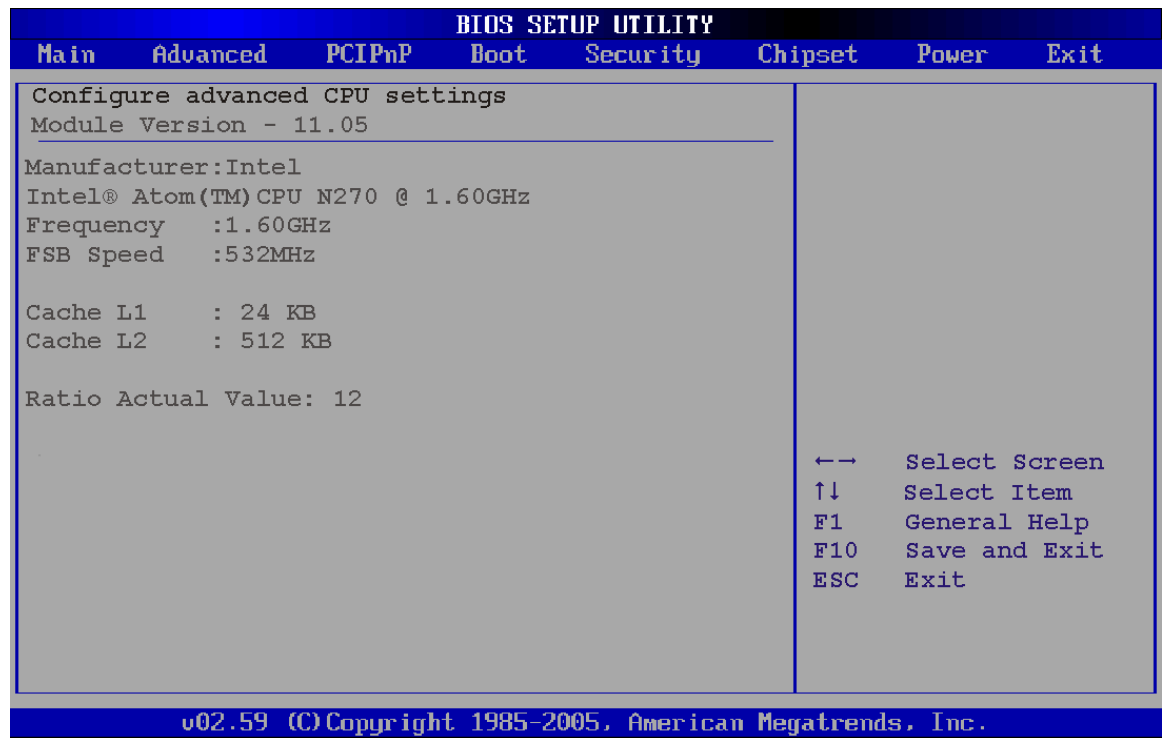 BIOS SETUP UTILITY
Main Advanced PCIPnP Boot Security Chipset Power Exit
Configure advanced CPU settings
Module Version - 11.05
Manufacturer:Intel
Intel® Atom(TM)CPU N270 @ 1.60GHz
Frequency :1.60GHz
FSB Speed :532MHz
Cache L1 : 24 KB
Cache L2 : 512 KB
Ratio Actual Value: 12
←→ Select Screen
↑↓ Select Item
F1 General Help
F10 Save and Exit
ESC Exit
v02.59 (C)Copyright 1985-2005, American Megatrends, Inc.